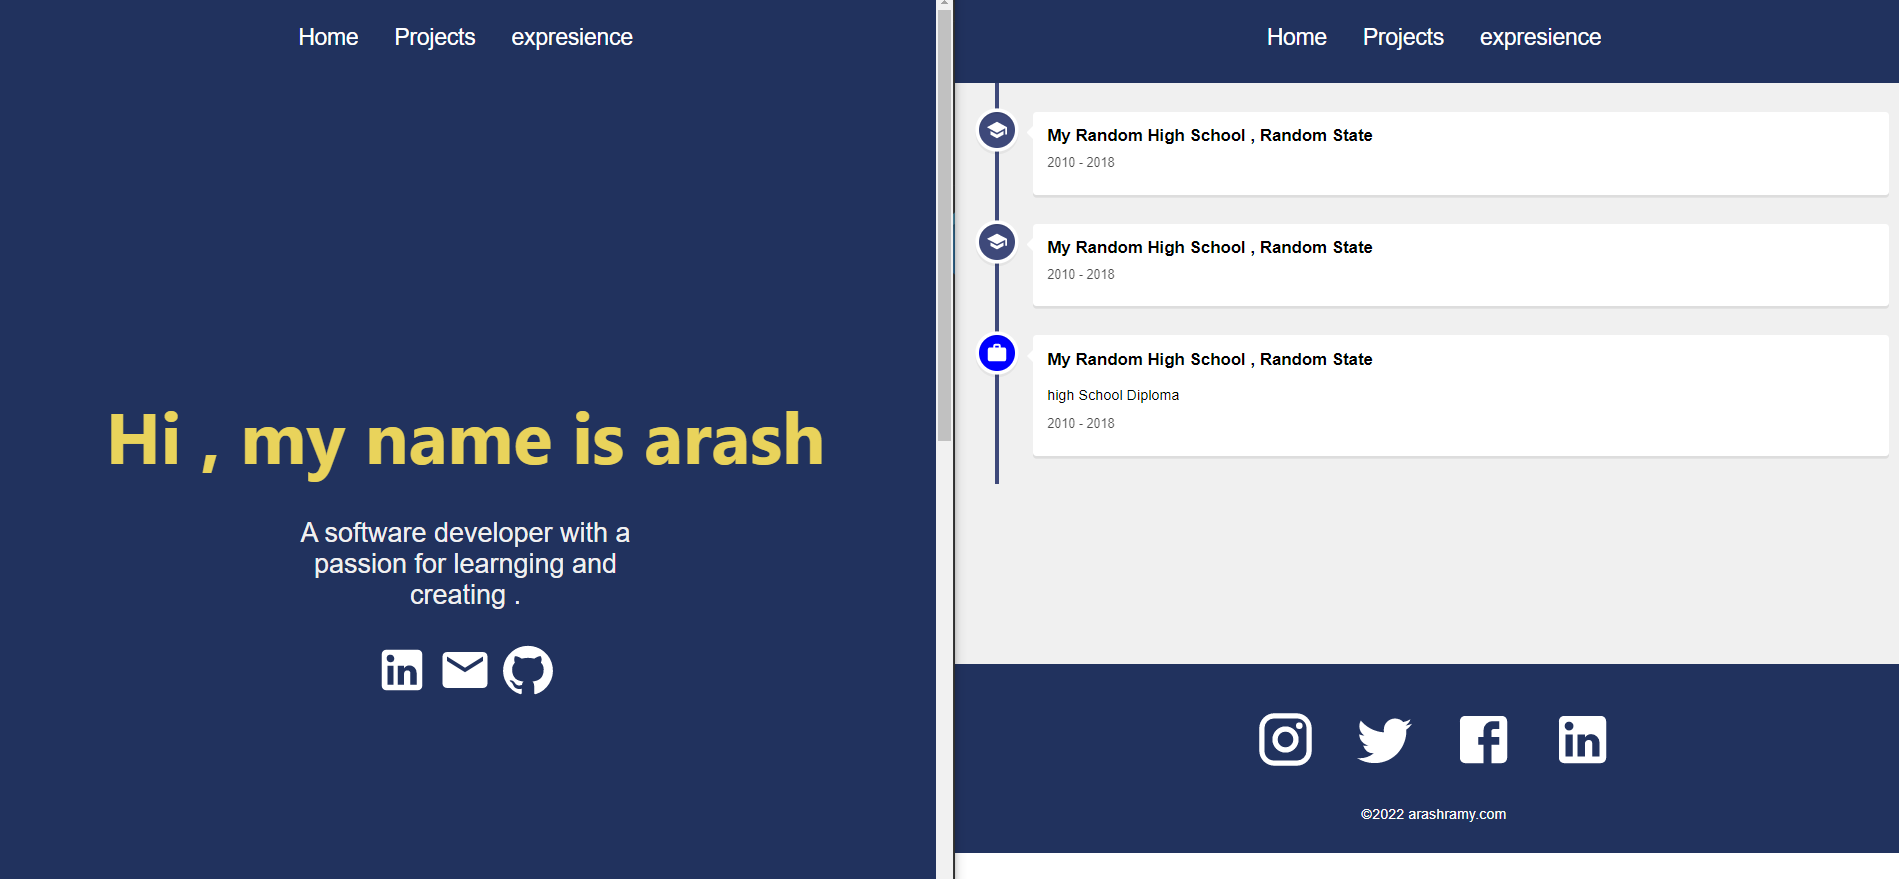 Home Projects expresience
Hi , my name is arash
A software developer with a
passion for learnging and
creating .
Home Projects expresience
My Random High School , Random State
2010 - 2018
My Random High School , Random State
2010 - 2018
My Random High School , Random State
high School Diploma
2010 - 2018
©2022 arashramy.com